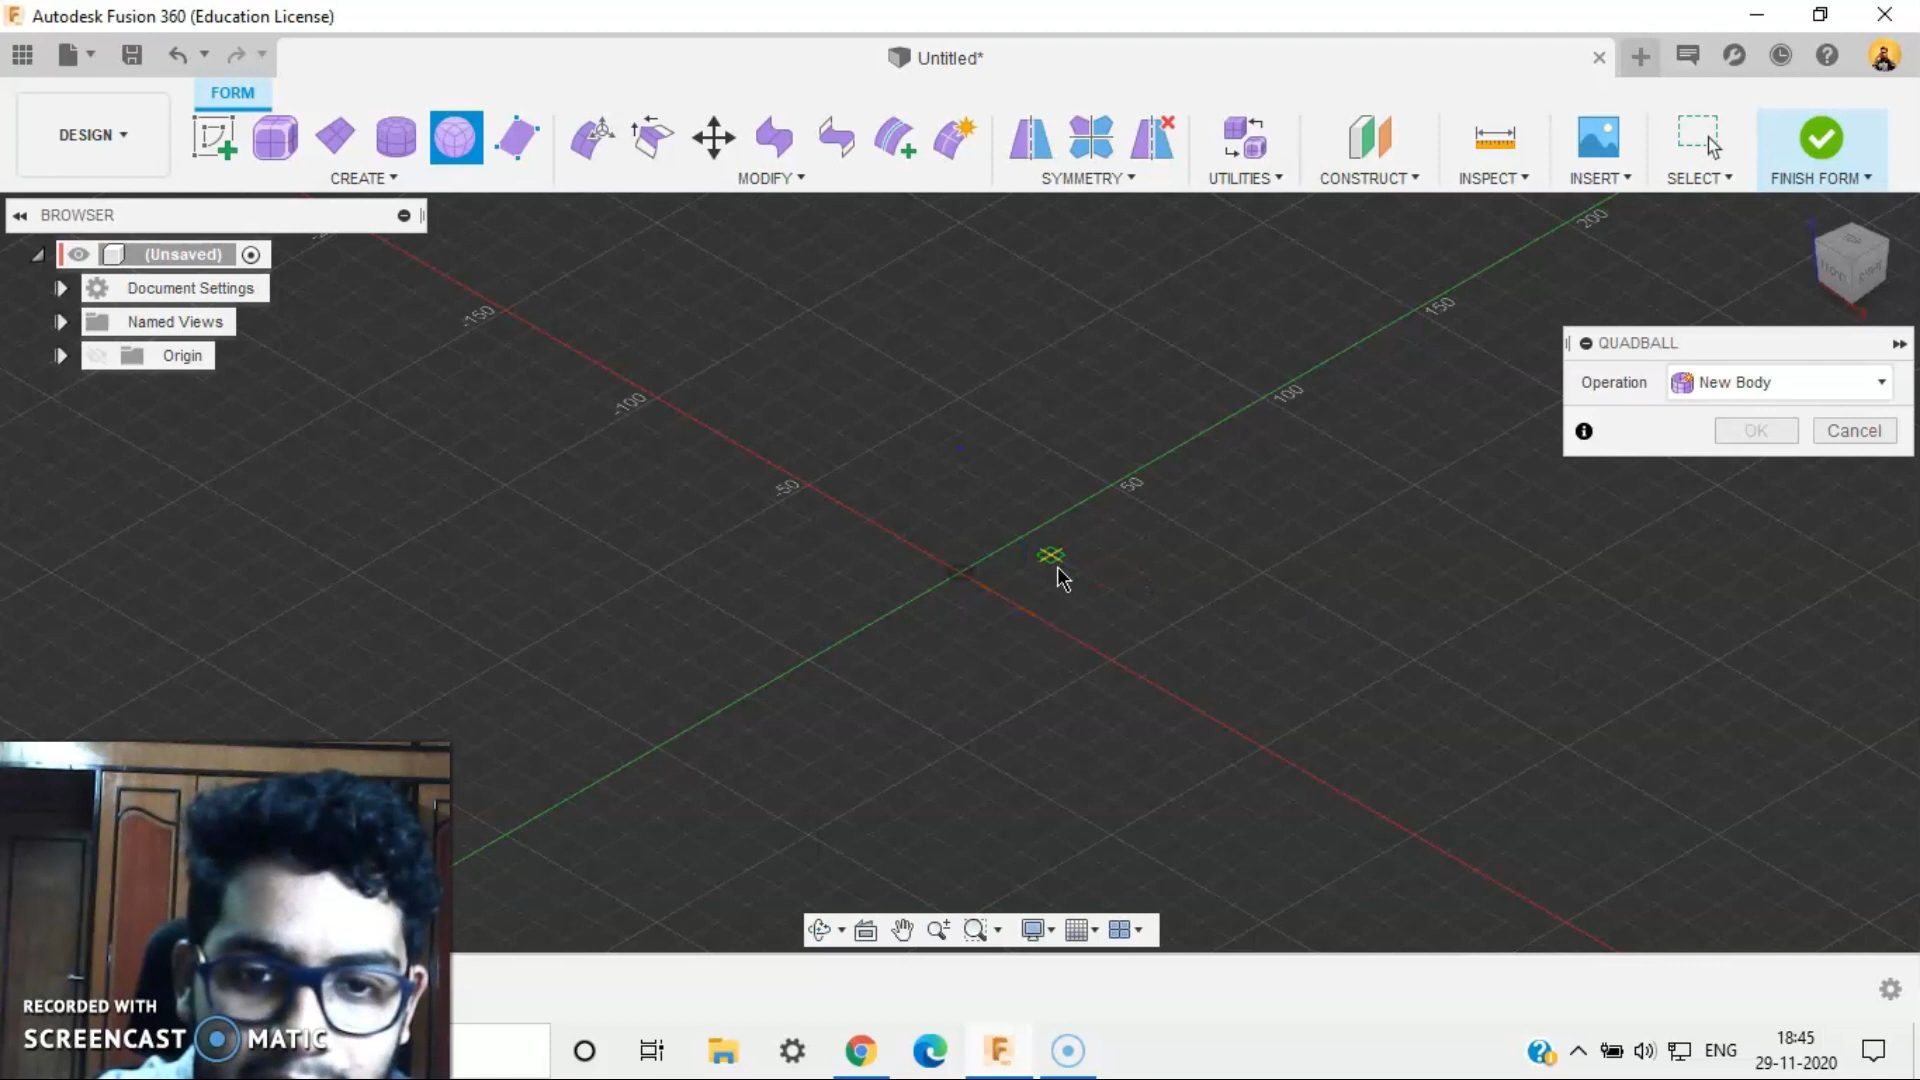 Autodesk Fusion 360 (Education License)
Untitled*
FORM
DESIGN
CREATE
MODIFY
SYMMETRY
UTILITIES
CONSTRUCT
INSPECT
INSERT
SELECT
FINISH FORM
BROWSER
(Unsaved)
Document Settings
Named Views
Origin
-150
-100
-50
50
100
150
200
QUADBALL
Operation
New Body
OK
Cancel
RECORDED WITH
SCREENCAST MATIC
ENG
18:45
29-11-2020